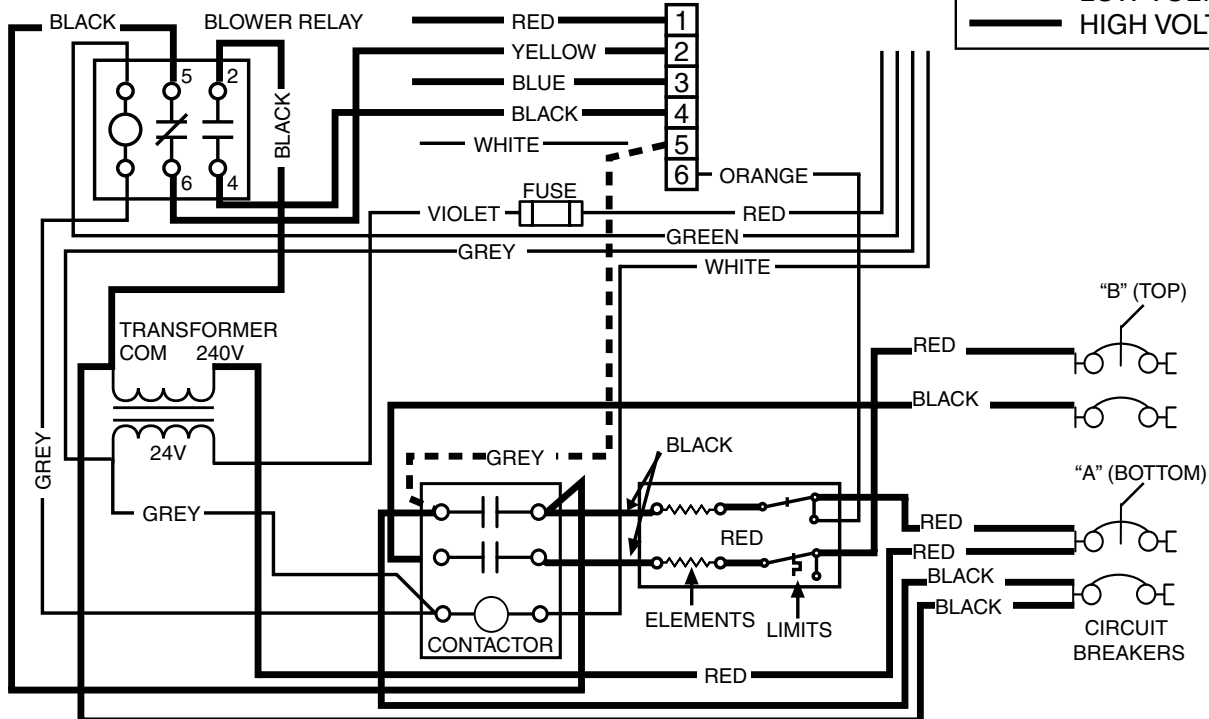 BLACK
BLOWER RELAY
RED
1
HIGH VOLT
YELLOW
2
5
2
BLUE
3
BLACK
BLACK
4
WHITE
5
6
4
6
ORANGE
FUSE
VIOLET
RED
GREEN
GREY
WHITE
"B" (TOP)
TRANSFORMER
COM 240V
RED
BLACK
24V
GREY
BLACK
GREY
"A" (BOTTOM)
GREY
RED
RED
RED
BLACK
BLACK
ELEMENTS
LIMITS
CONTACTOR
CIRCUIT
BREAKERS
RED